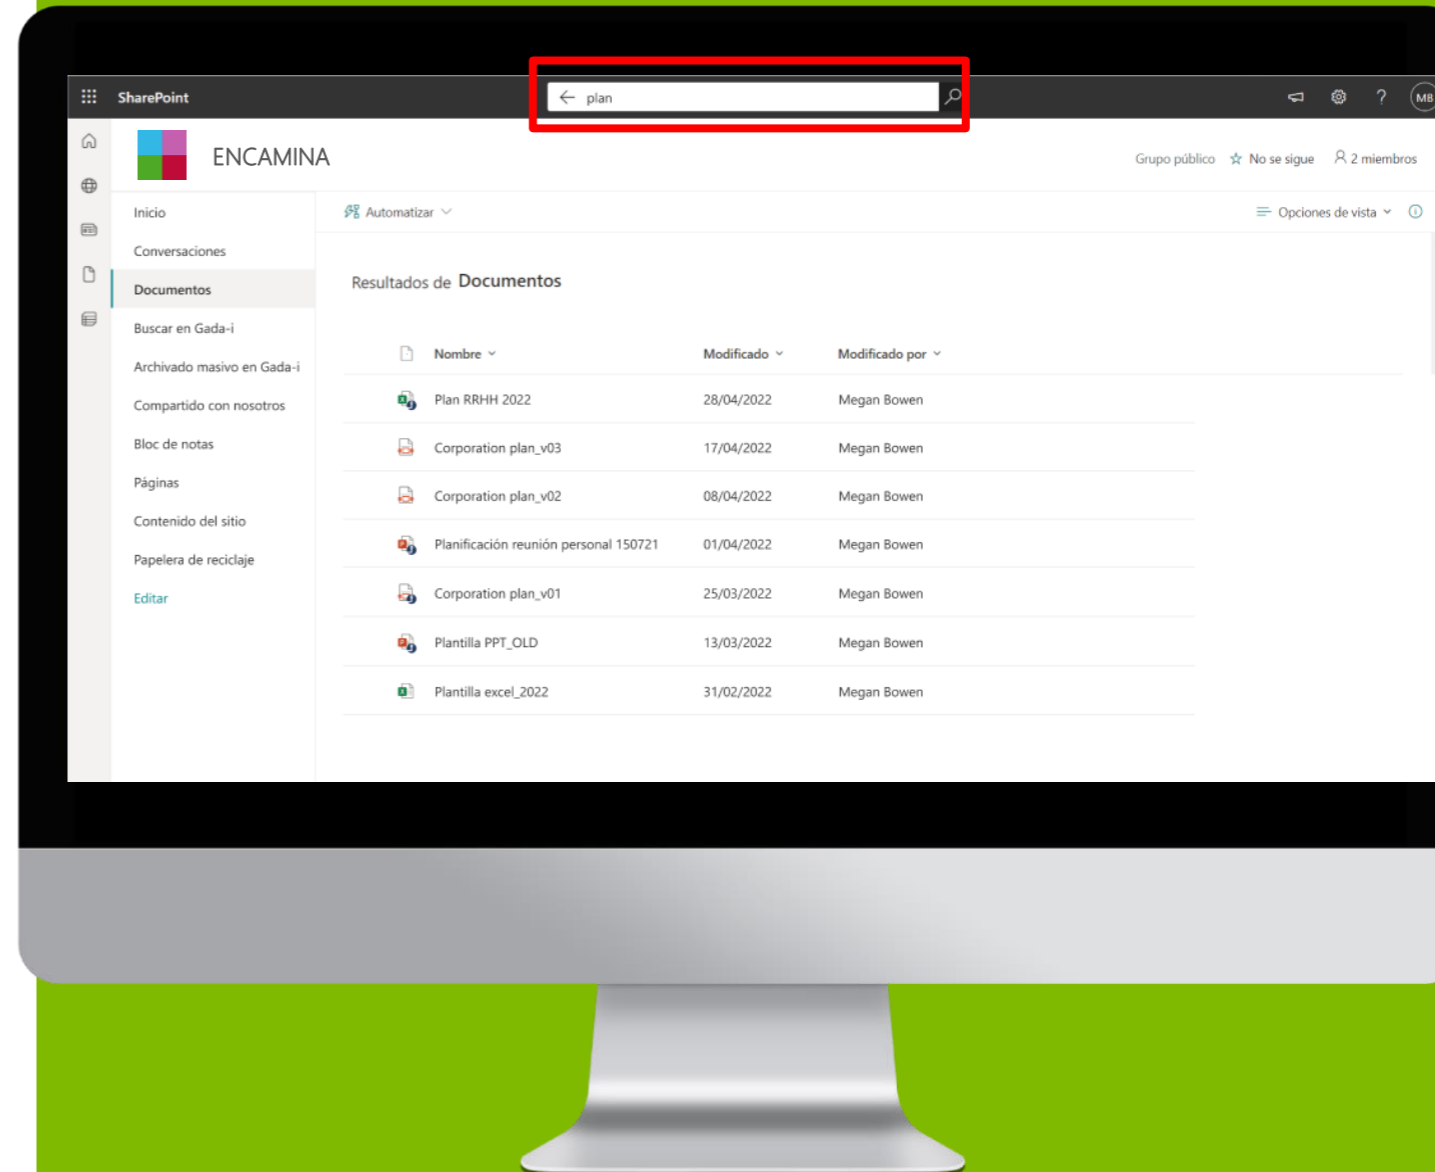 SharePoint
plan
?
MB
ENCAMINA
Grupo público
No se sigue
2 miembros
Inicio
Conversaciones
Documentos
Buscar en Gada-i
Archivado masivo en Gada-i
Compartido con nosotros
Bloc de notas
Páginas
Contenido del sitio
Papelera de reciclaje
Editar
Automatizar
Opciones de vista
Resultados de Documentos
Nombre Modificado Modificado por
Plan RRHH 2022 28/04/2022 Megan Bowen
Corporation plan_v03 17/04/2022 Megan Bowen
Corporation plan_v02 08/04/2022 Megan Bowen
Planificación reunión personal 150721 01/04/2022 Megan Bowen
Corporation plan_v01 25/03/2022 Megan Bowen
Plantilla PPT_OLD 13/03/2022 Megan Bowen
Plantilla excel_2022 31/02/2022 Megan Bowen